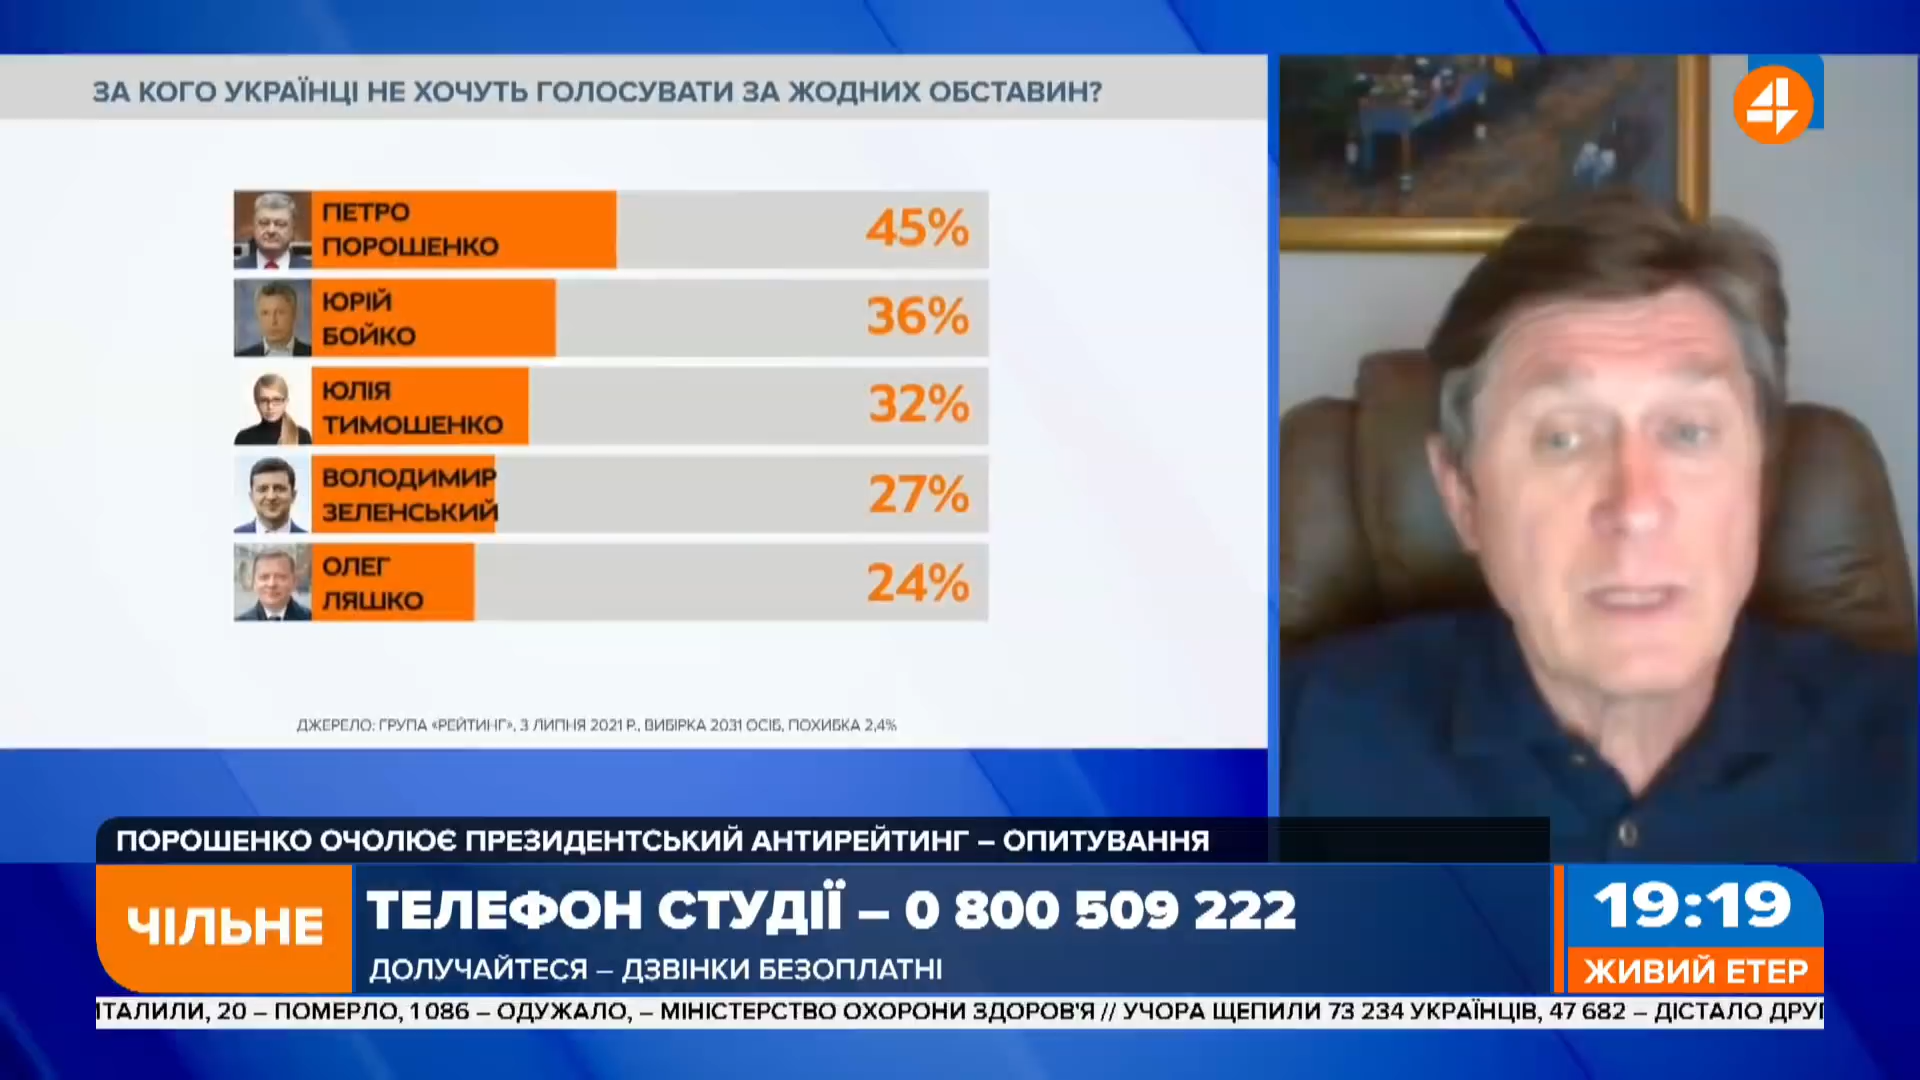 ЗА КОГО УКРАЇНЦІ НЕ ХОЧУТЬ ГОЛОСУВАТИ ЗА ЖОДНИХ ОБСТАВИН?
ПЕТРО
ПОРОШЕНКО
45%
ЮРІЙ
БОЙКО
36%
ЮЛІЯ
ТИМОШЕНКО
32%
ВОЛОДИМИР
ЗЕЛЕНСЬКИЙ
27%
ОЛЕГ
ЛЯШКО
24%
ДЖЕРЕЛО: ГРУПА «РЕЙТИНГ», 3 ЛИПНЯ 2021 Р., ВИБІРКА 2031 ОСІБ, ПОХИБКА 2,4%
4
ПОРОШЕНКО ОЧОЛЮЄ ПРЕЗИДЕНТСЬКИЙ АНТИРЕЙТИНГ – ОПИТУВАННЯ
ЧІЛЬНЕ
ТЕЛЕФОН СТУДІЇ – 0 800 509 222
ДОЛУЧАЙТЕСЯ – ДЗВІНКИ БЕЗОПЛАТНІ
19:19
ЖИВИЙ ЕТЕР
ІТАЛИЛИ, 20 – ПОМЕРЛО, 1 086 – ОДУЖАЛО, – МІНІСТЕРСТВО ОХОРОНИ ЗДОРОВ'Я // УЧОРА ЩЕПИЛИ 73 234 УКРАЇНЦІВ, 47 682 – ДІСТАЛО ДРУГ